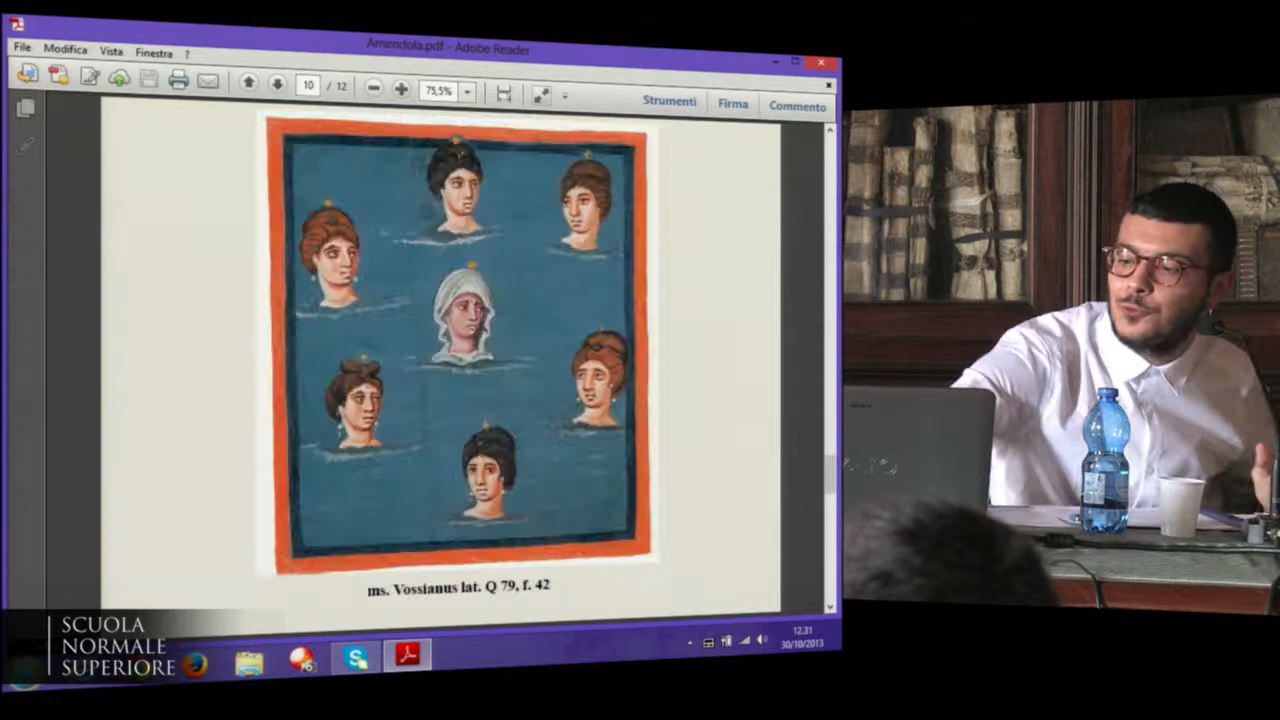 Amendola.pdf - Adobe Reader
File Modifica Vista Finestra ?
10 / 12 75,5% Strumenti Firma Commento
ms. Vossianus lat. Q 79, f. 42
SCUOLA
NORMALE
SUPERIORE
12.31
30/10/2013